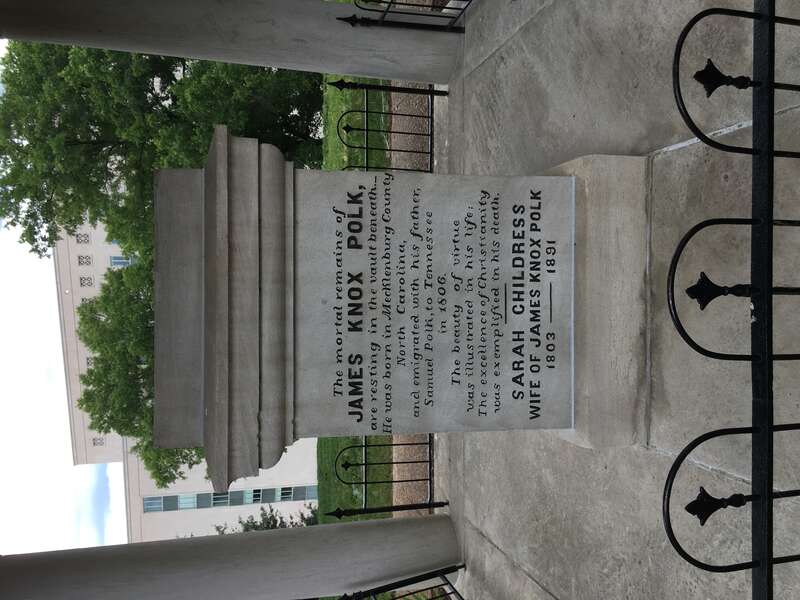 The mortal remains of
JAMES KNOX POLK,
are resting in the vault beneath.
He was born in Mecklenburg County
North Carolina,
and emigrated with his father,
Samuel Polk, to Tennessee
in 1806.
The beauty of virtue
was illustrated in his life:
The excellence of Christianity
was exemplified in his death.
SARAH CHILDRESS
WIFE OF JAMES KNOX POLK
1803 — 1891